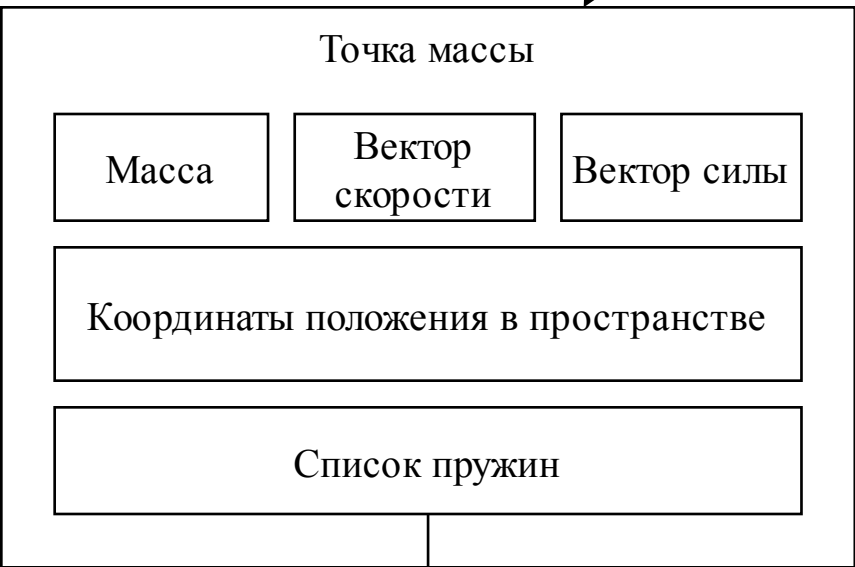 Точка массы
Масса
Вектор
скорости
Вектор силы
Координаты положения в пространстве
Список пружин